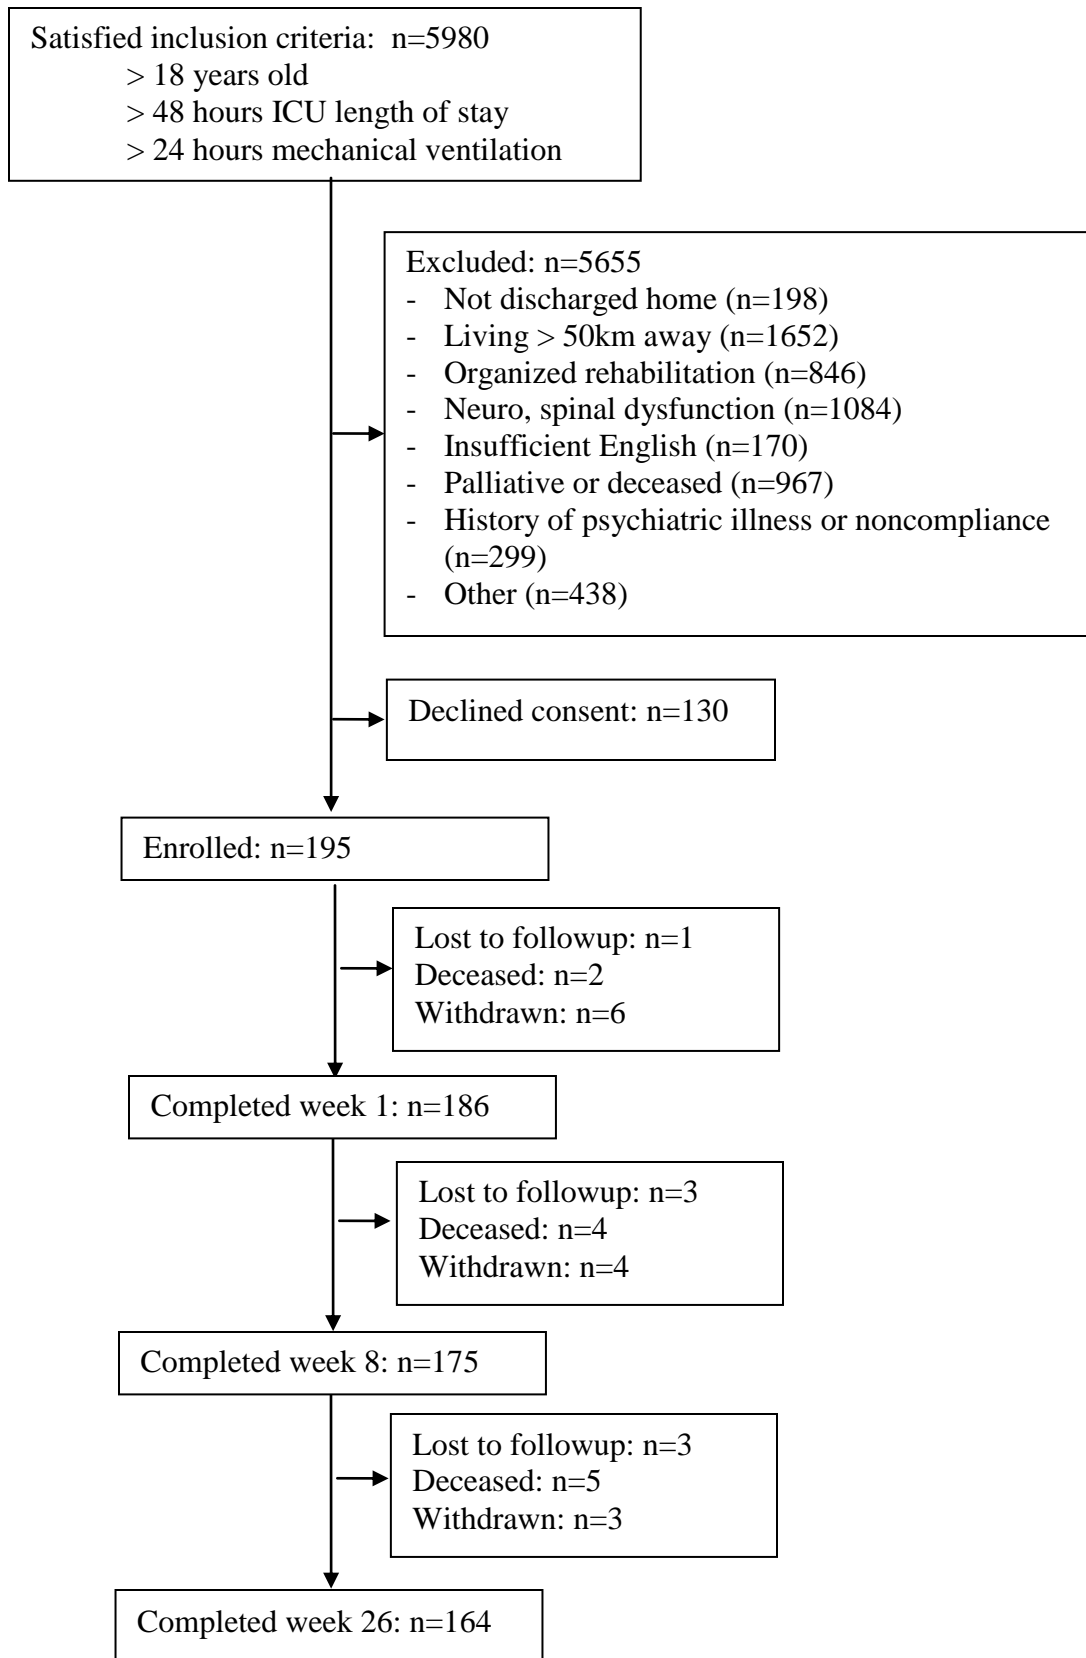 Satisfied inclusion criteria:  n=5980
> 18 years old
> 48 hours ICU length of stay
> 24 hours mechanical ventilation
Excluded: n=5655
- Not discharged home (n=198)
- Living > 50km away (n=1652)
- Organized rehabilitation (n=846)
- Neuro, spinal dysfunction (n=1084)
- Insufficient English (n=170)
- Palliative or deceased (n=967)
- History of psychiatric illness or noncompliance
(n=299)
- Other (n=438)
Declined consent: n=130
Enrolled: n=195
Lost to followup: n=1
Deceased: n=2
Withdrawn: n=6
Completed week 1: n=186
Lost to followup: n=3
Deceased: n=4
Withdrawn: n=4
Completed week 8: n=175
Lost to followup: n=3
Deceased: n=5
Withdrawn: n=3
Completed week 26: n=164